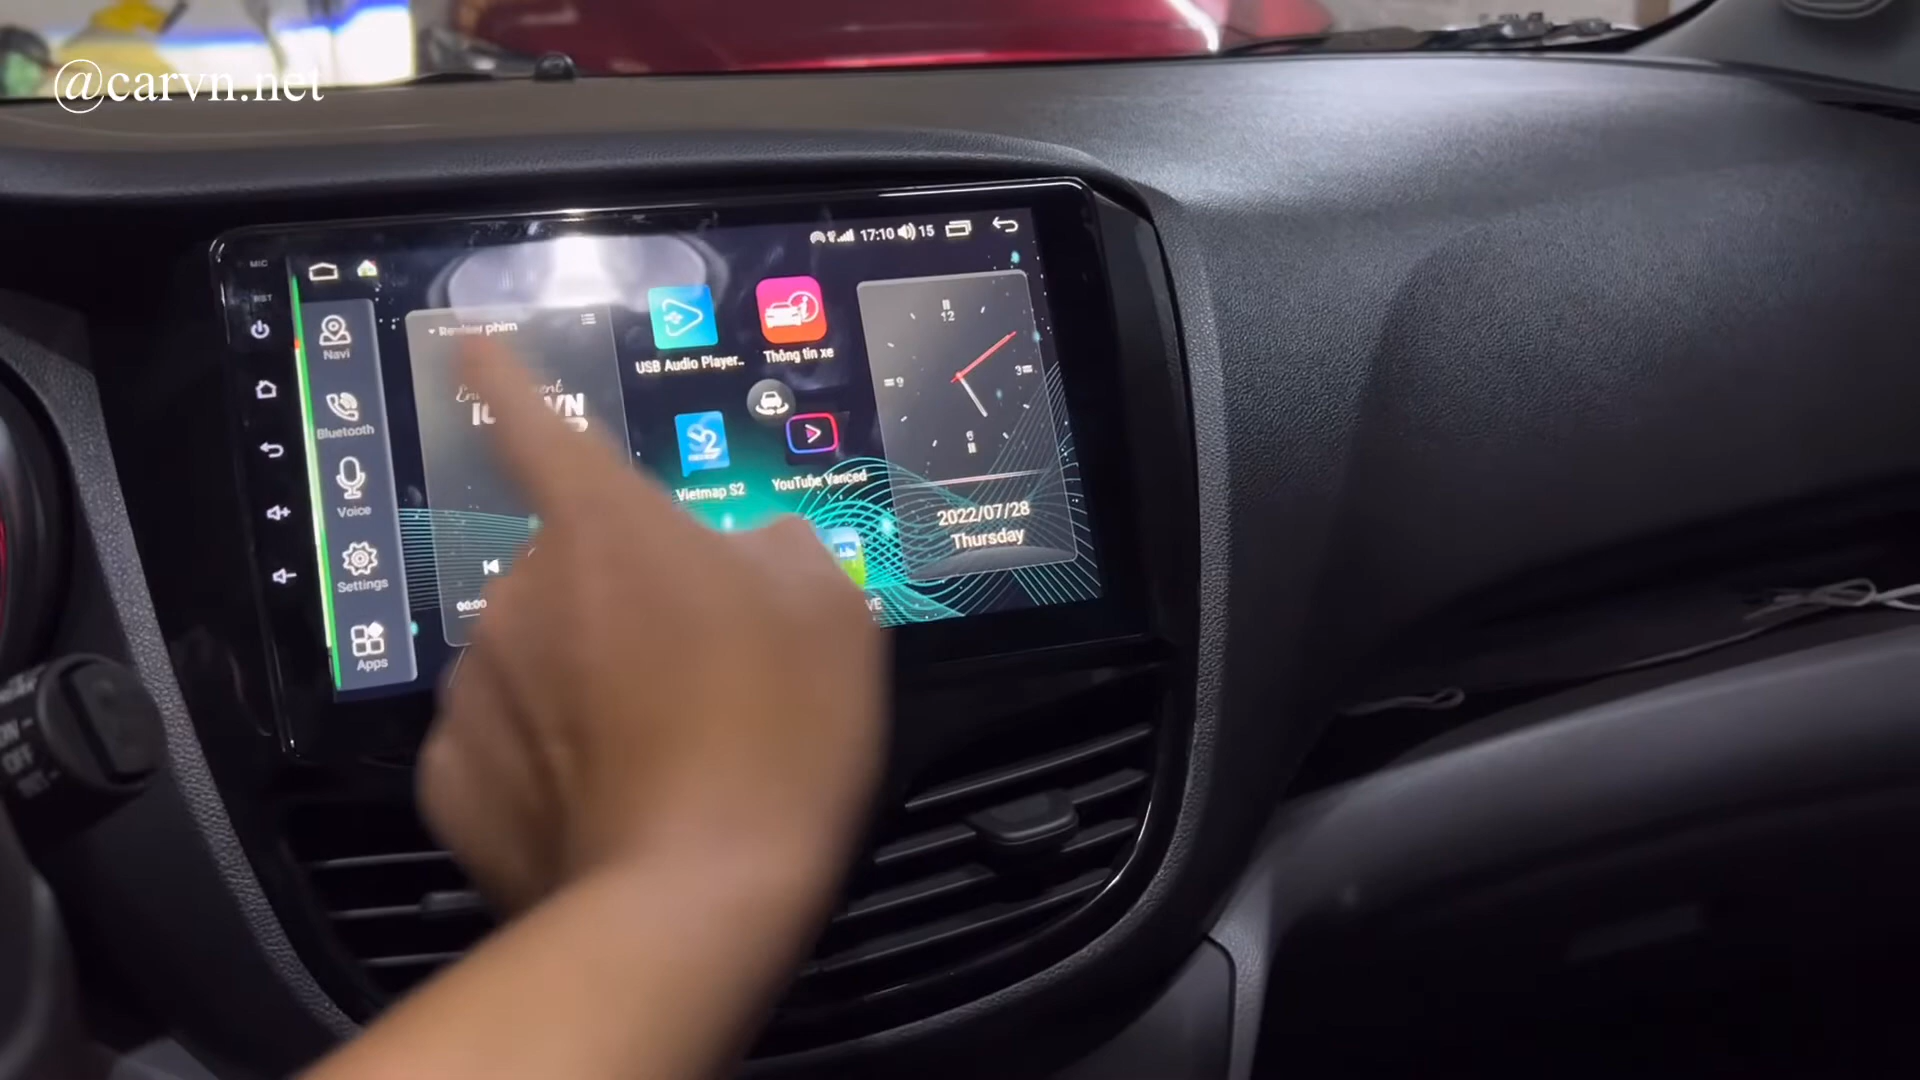 @carvn.net
MIC
RST
17:10
15
Navi
Bluetooth
Voice
Settings
Apps
phim
00:00
USB Audio Player..
Thông tin xe
Vietmap S2
YouTube Vanced
12
3
6
9
2022/07/28
Thursday
OFF